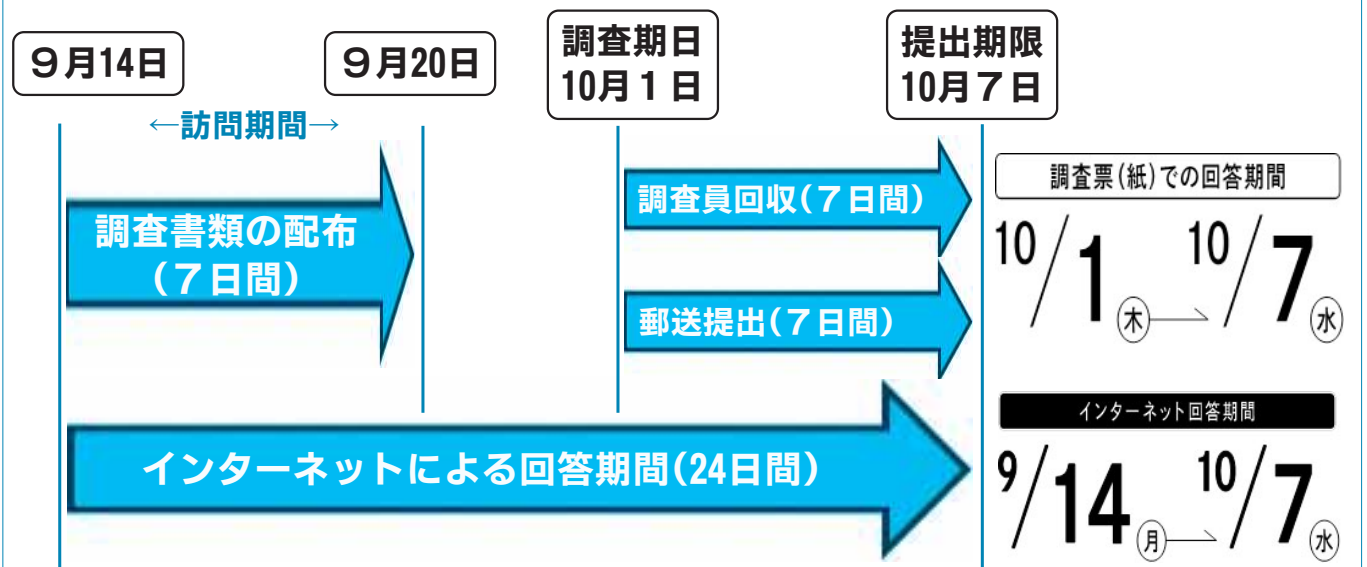 ９月14日
９月20日
調査期日
10月１日
提出期限
10月７日
←訪問期間→
調査書類の配布
(７日間)
調査員回収(７日間)
郵送提出(７日間)
インターネットによる回答期間(24日間)
調査票(紙)での回答期間
10/1(木)→10/7(水)
インターネット回答期間
9/14(月)→10/7(水)